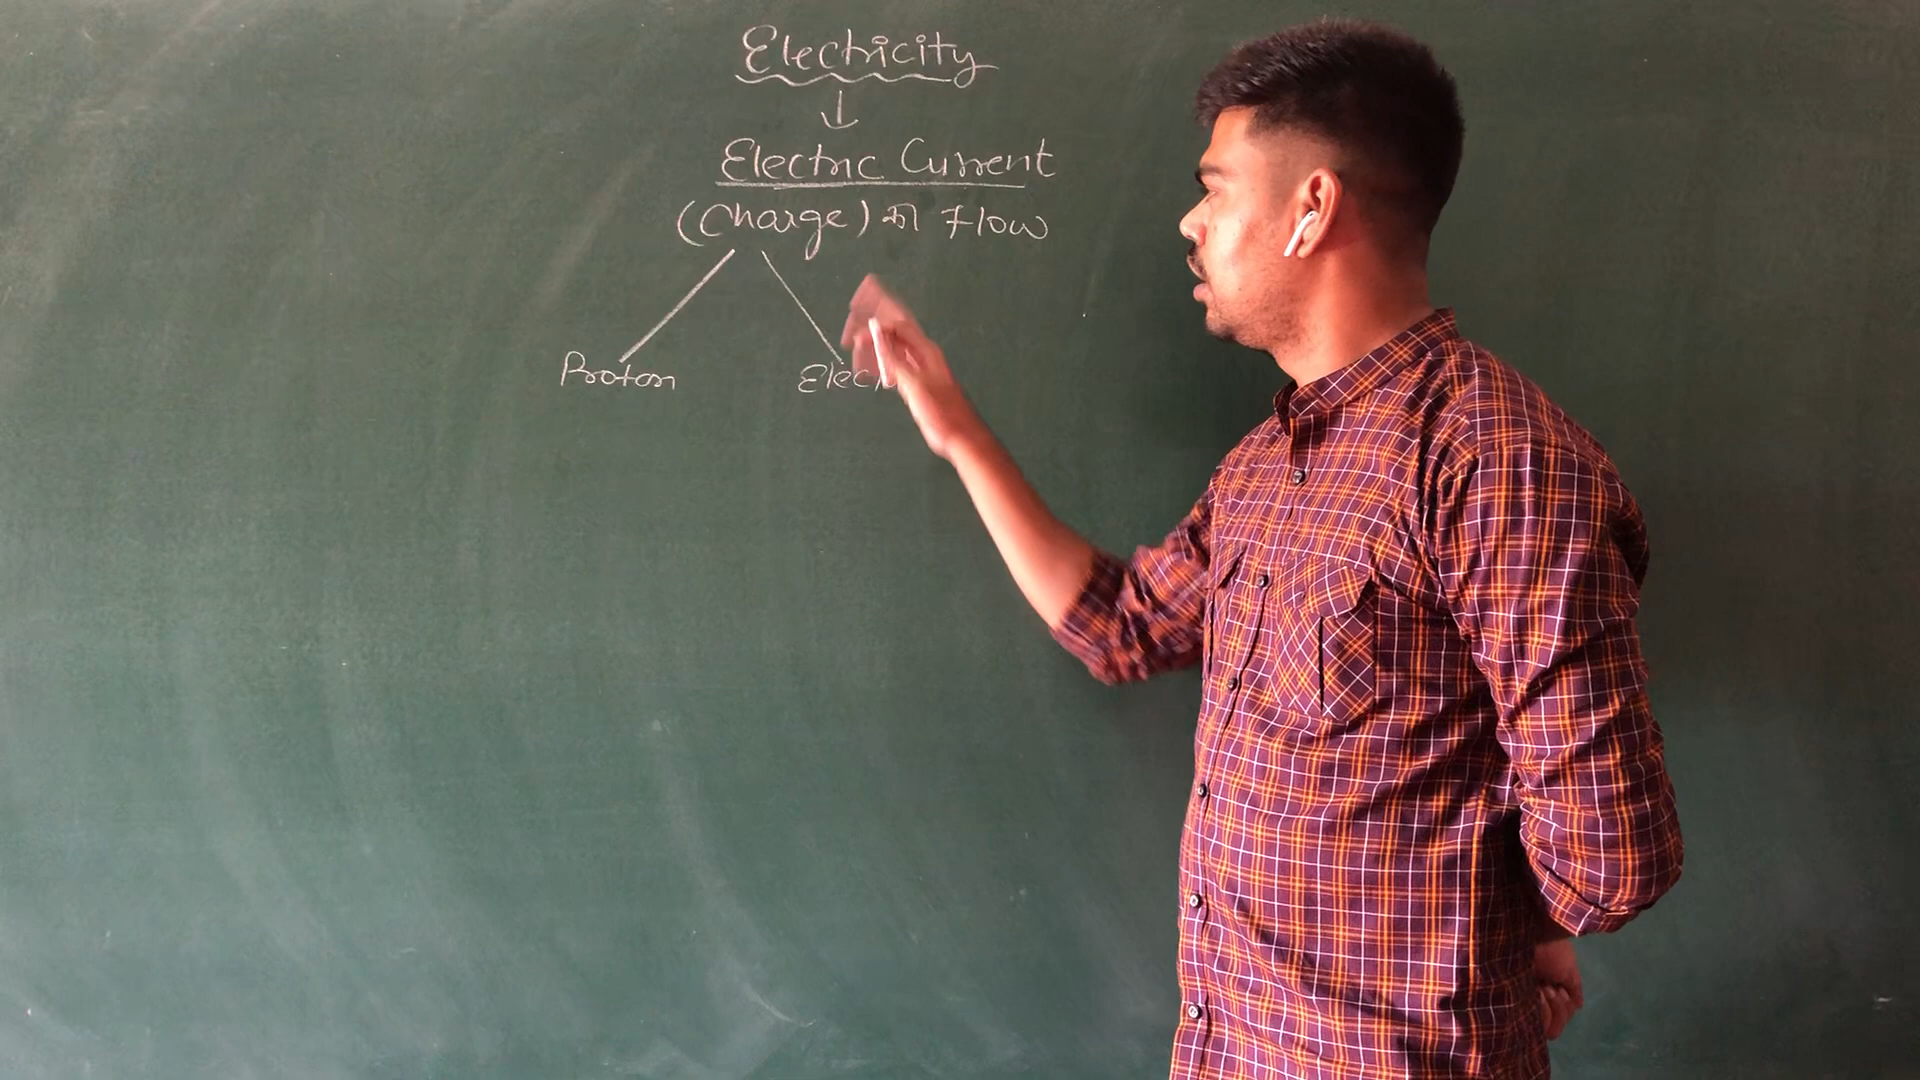 Electricity
Electric Current
(Charge) का Flow
Proton